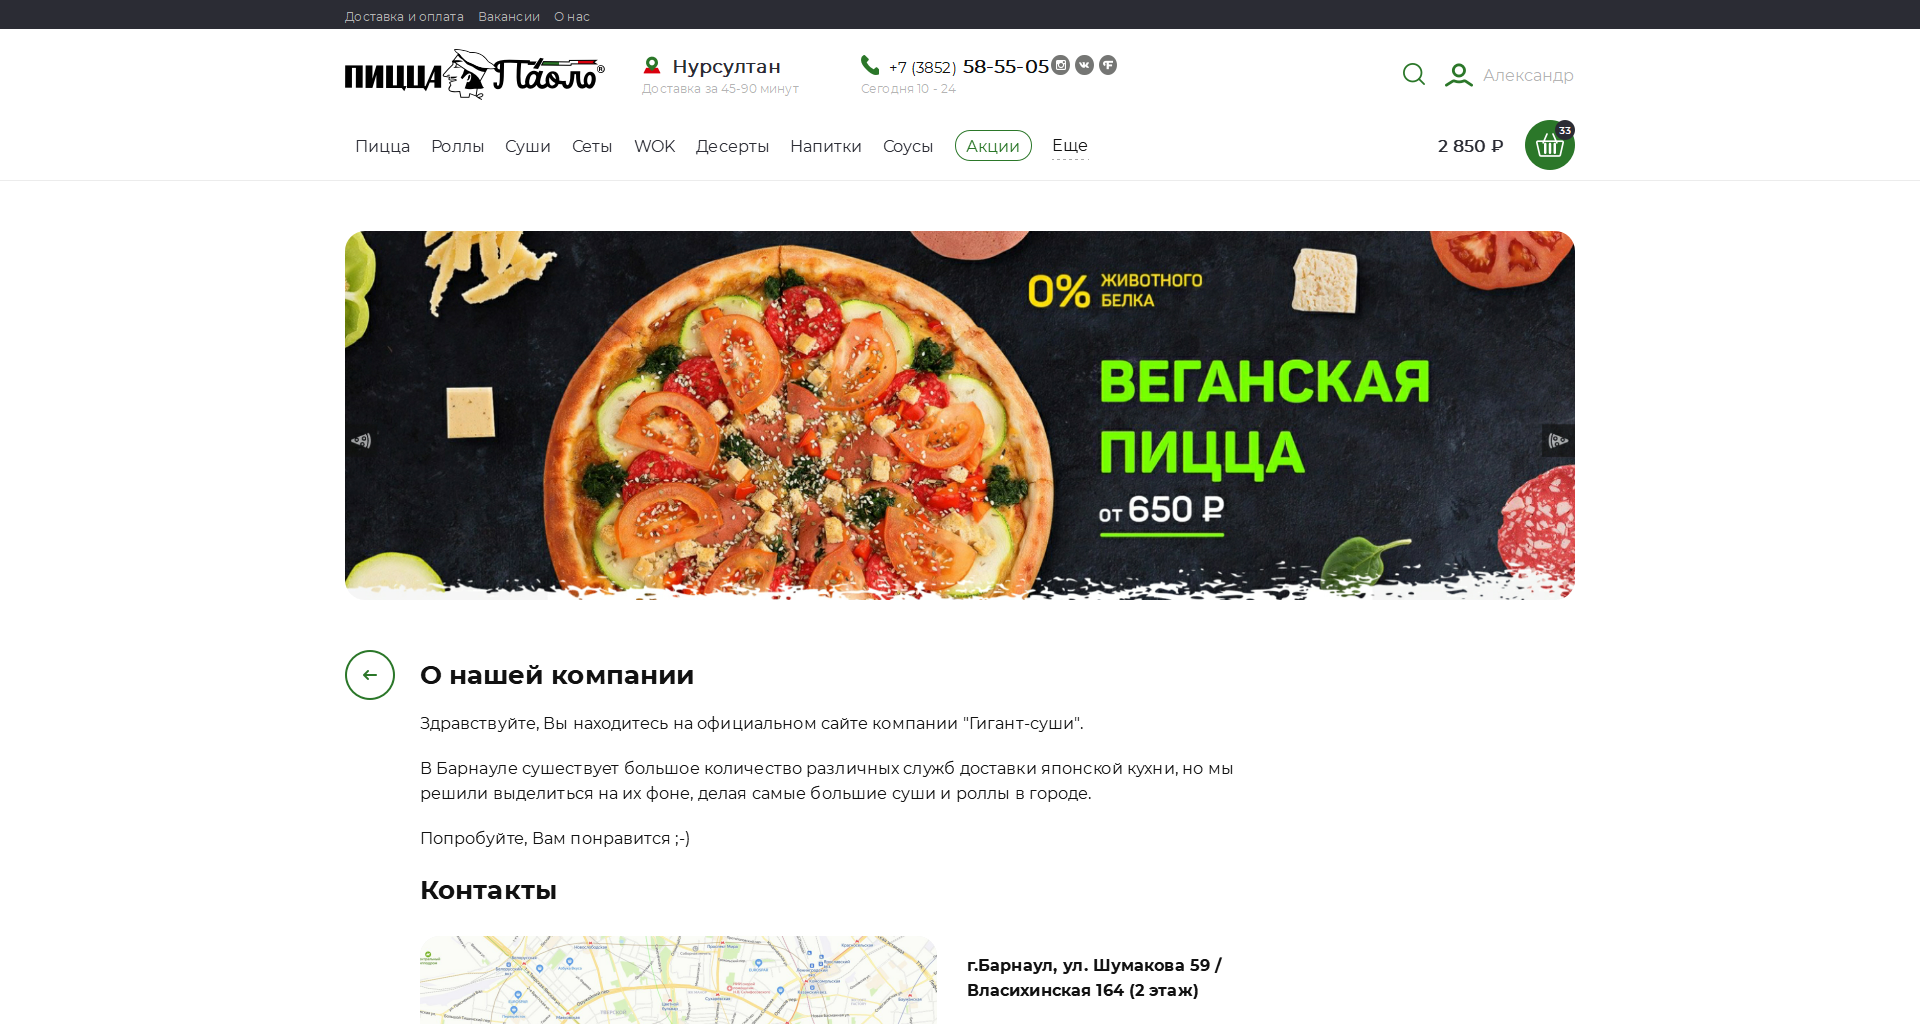 Доставка и оплата Вакансии О нас
ПИЦЦА Пáоло®
Нурсултан
Доставка за 45-90 минут
+7 (3852) 58-55-05
Сегодня 10 - 24
Александр
Пицца Роллы Суши Сеты WOK Десерты Напитки Соусы Акции Еще
2 850 ₽
33
0% ЖИВОТНОГО
БЕЛКА
ВЕГАНСКАЯ
ПИЦЦА
от 650 ₽
О нашей компании
Здравствуйте, Вы находитесь на официальном сайте компании "Гигант-суши".
В Барнауле сушествует большое количество различных служб доставки японской кухни, но мы
решили выделиться на их фоне, делая самые большие суши и роллы в городе.
Попробуйте, Вам понравится ;-)
Контакты
г.Барнаул, ул. Шумакова 59 /
Власихинская 164 (2 этаж)